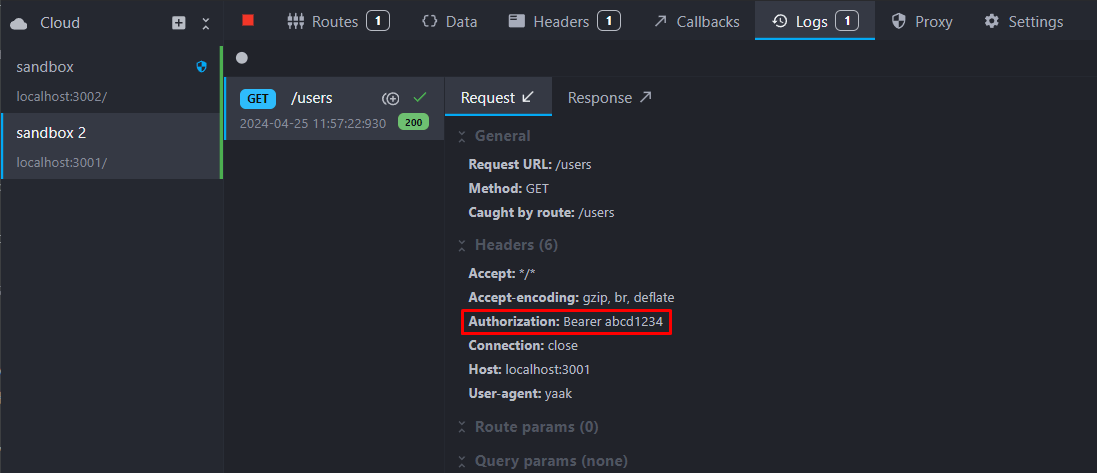 Cloud
Routes 1
Data
Headers 1
Callbacks
Logs 1
Proxy
Settings
sandbox
localhost:3002/
sandbox 2
localhost:3001/
GET /users
2024-04-25 11:57:22:930 200
Request
Response
General
Request URL: /users
Method: GET
Caught by route: /users
Headers (6)
Accept: */*
Accept-encoding: gzip, br, deflate
Authorization: Bearer abcd1234
Connection: close
Host: localhost:3001
User-agent: yaak
Route params (0)
Query params (none)